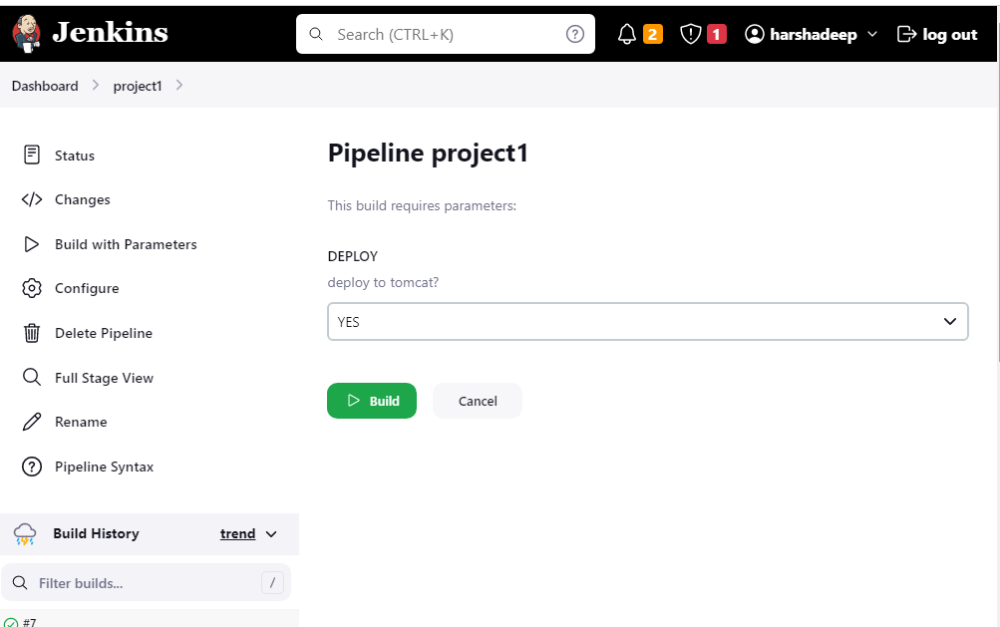 Jenkins
Search (CTRL+K)
?
2
1
harshadeep
log out
Dashboard
project1
Status
Changes
Build with Parameters
Configure
Delete Pipeline
Full Stage View
Rename
Pipeline Syntax
Build History
trend
Filter builds...
/
#7
Pipeline project1
This build requires parameters:
DEPLOY
deploy to tomcat?
YES
Build
Cancel